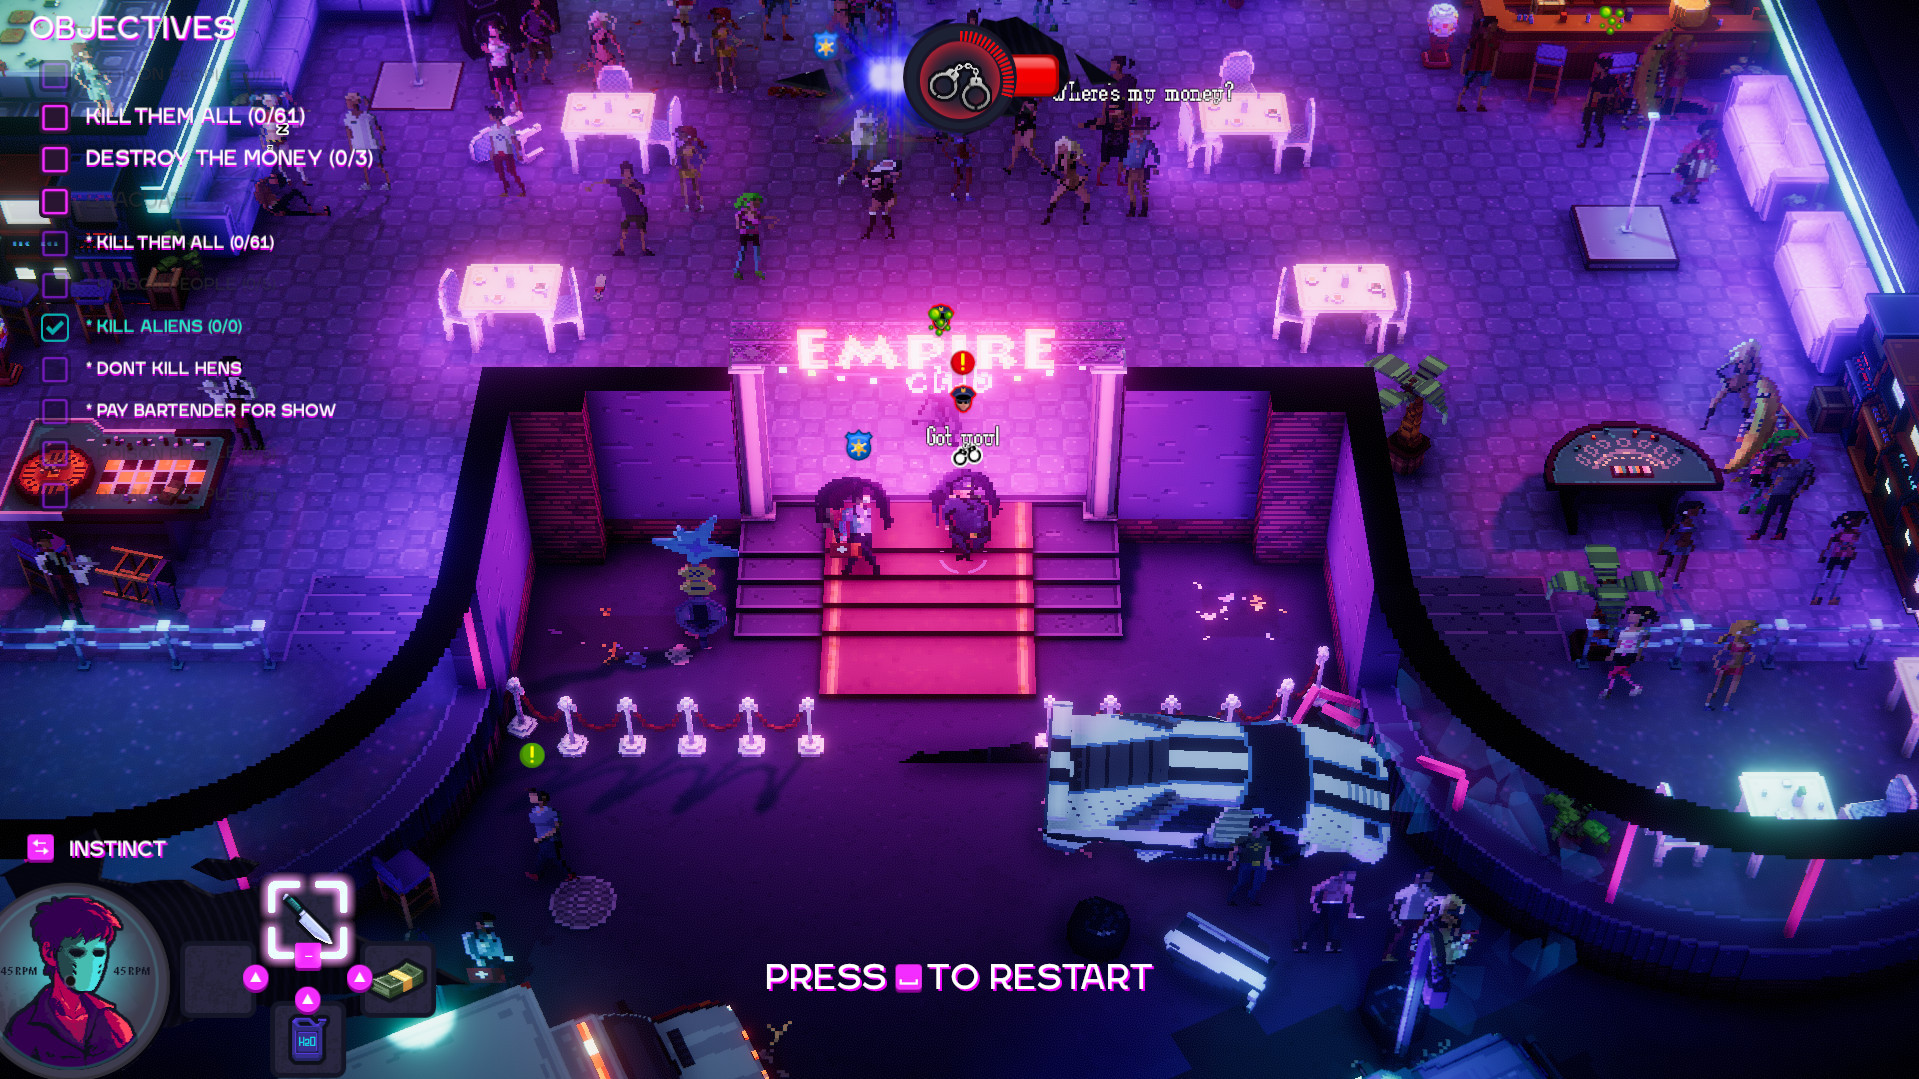 OBJECTIVES
KILL THEM ALL (0/61)
DESTROY THE MONEY (0/3)
* KILL THEM ALL (0/61)
* KILL ALIENS (0/0)
* DONT KILL HENS
* PAY BARTENDER FOR SHOW
Where's my money?
EMPIRE
CLUB
Got you!
INSTINCT
45 RPM
45 RPM
H2O
PRESS TO RESTART